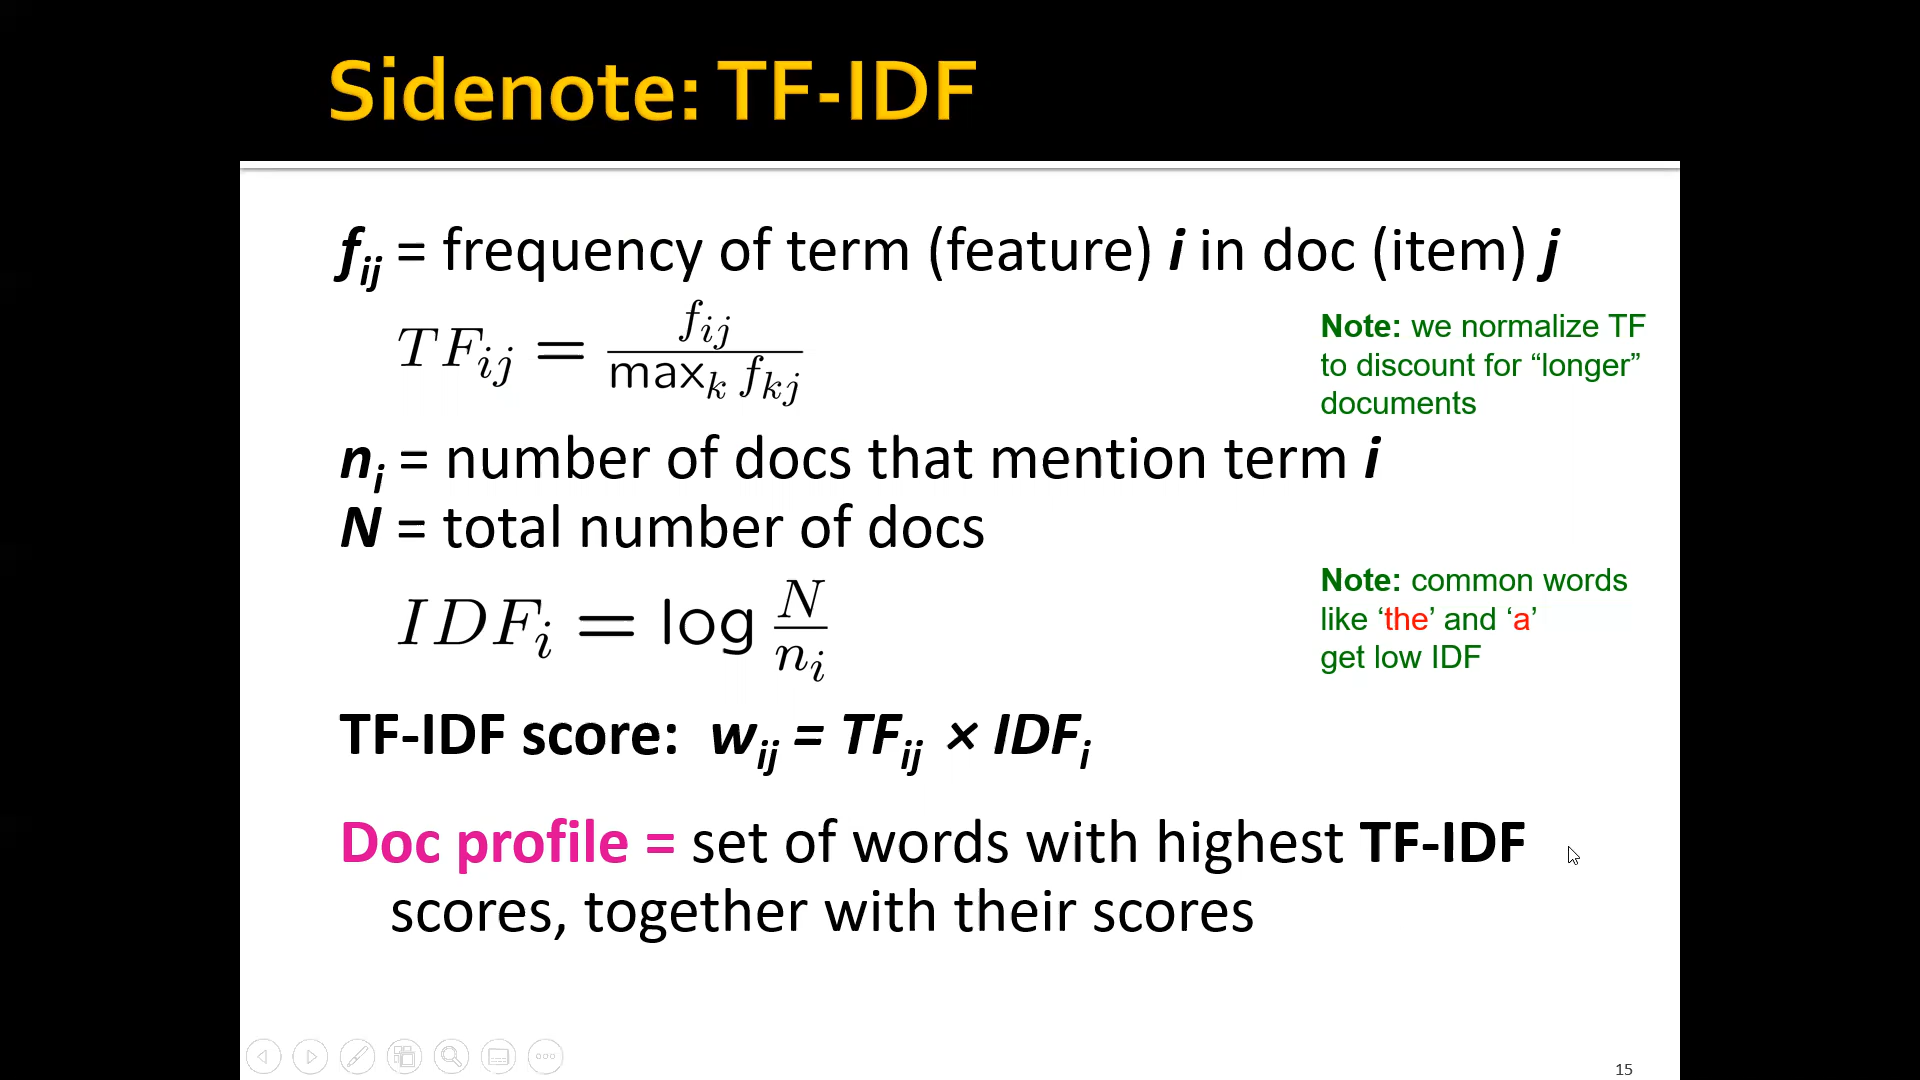 Sidenote: TF-IDF
f_ij = frequency of term (feature) i in doc (item) j
TF_ij = f_ij / max_k f_kj
Note: we normalize TF
to discount for “longer”
documents
n_i = number of docs that mention term i
N = total number of docs
IDF_i = log N / n_i
Note: common words
like ‘the’ and ‘a’
get low IDF
TF-IDF score: w_ij = TF_ij × IDF_i
Doc profile = set of words with highest TF-IDF
scores, together with their scores
15